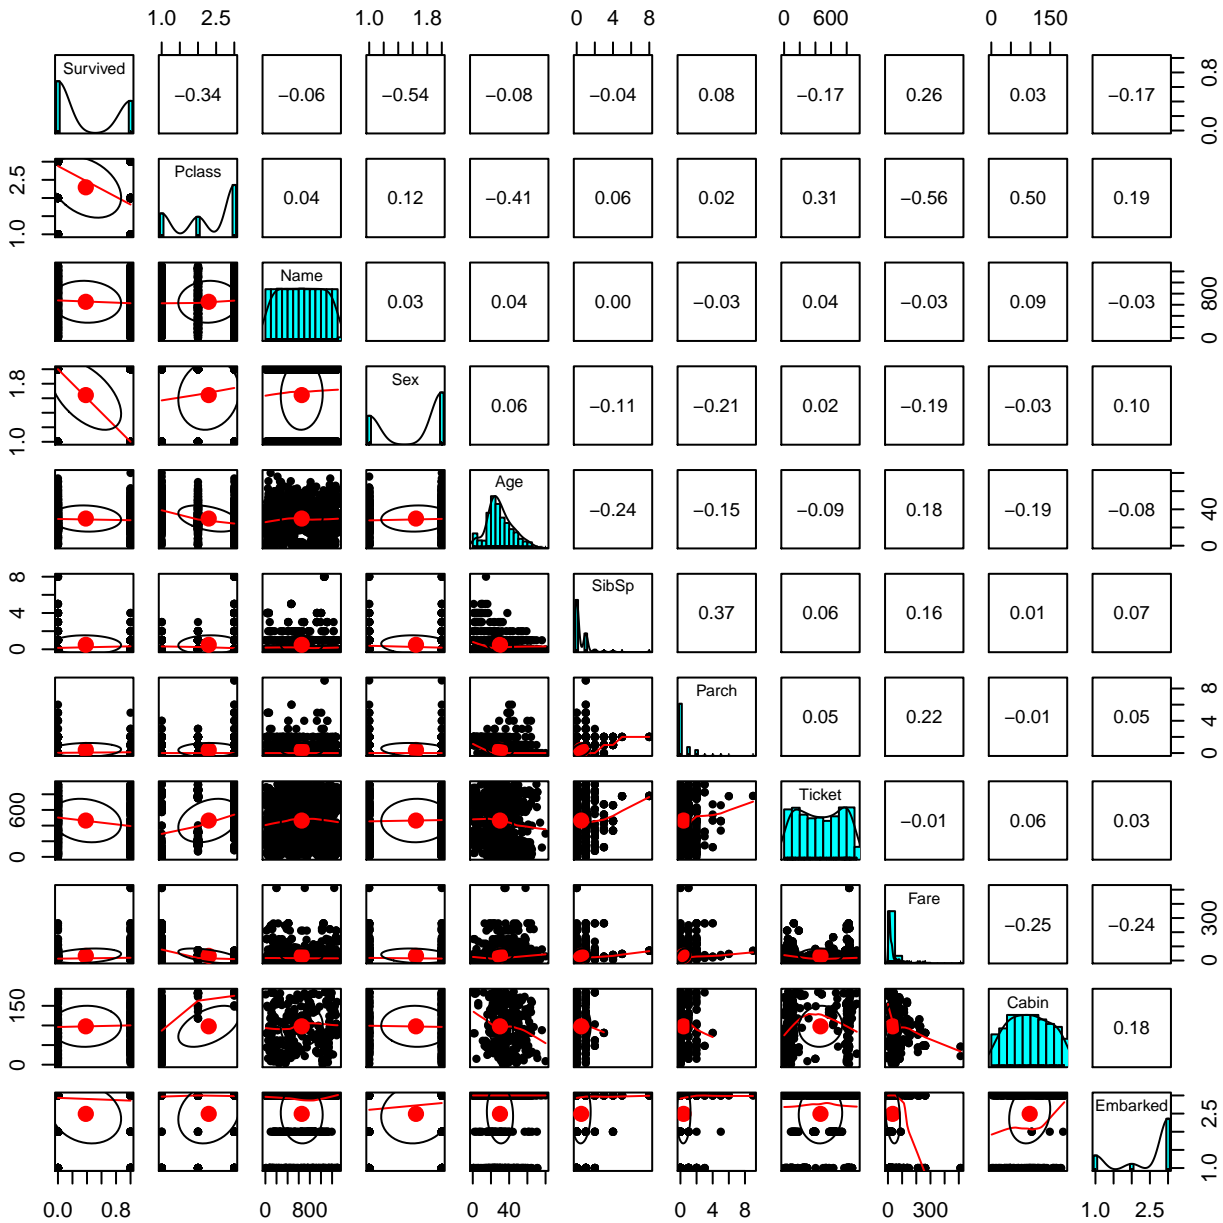 1.0 2.5 1.0 1.8 0 4 8 0 600 0 150
Survived −0.34 −0.06 −0.54 −0.08 −0.04 0.08 −0.17 0.26 0.03 −0.17 0.0 0.8
1.0 2.5 Pclass 0.04 0.12 −0.41 0.06 0.02 0.31 −0.56 0.50 0.19
Name 0.03 0.04 0.00 −0.03 0.04 −0.03 0.09 −0.03 0 800
1.0 1.8 Sex 0.06 −0.11 −0.21 0.02 −0.19 −0.03 0.10
Age −0.24 −0.15 −0.09 0.18 −0.19 −0.08 0 40
0 4 8 SibSp 0.37 0.06 0.16 0.01 0.07
Parch 0.05 0.22 −0.01 0.05 0 4 8
0 600 Ticket −0.01 0.06 0.03
Fare −0.25 −0.24 0 300
0 150 Cabin 0.18
Embarked 1.0 2.5
0.0 0.8 0 800 0 40 0 4 8 0 300 1.0 2.5